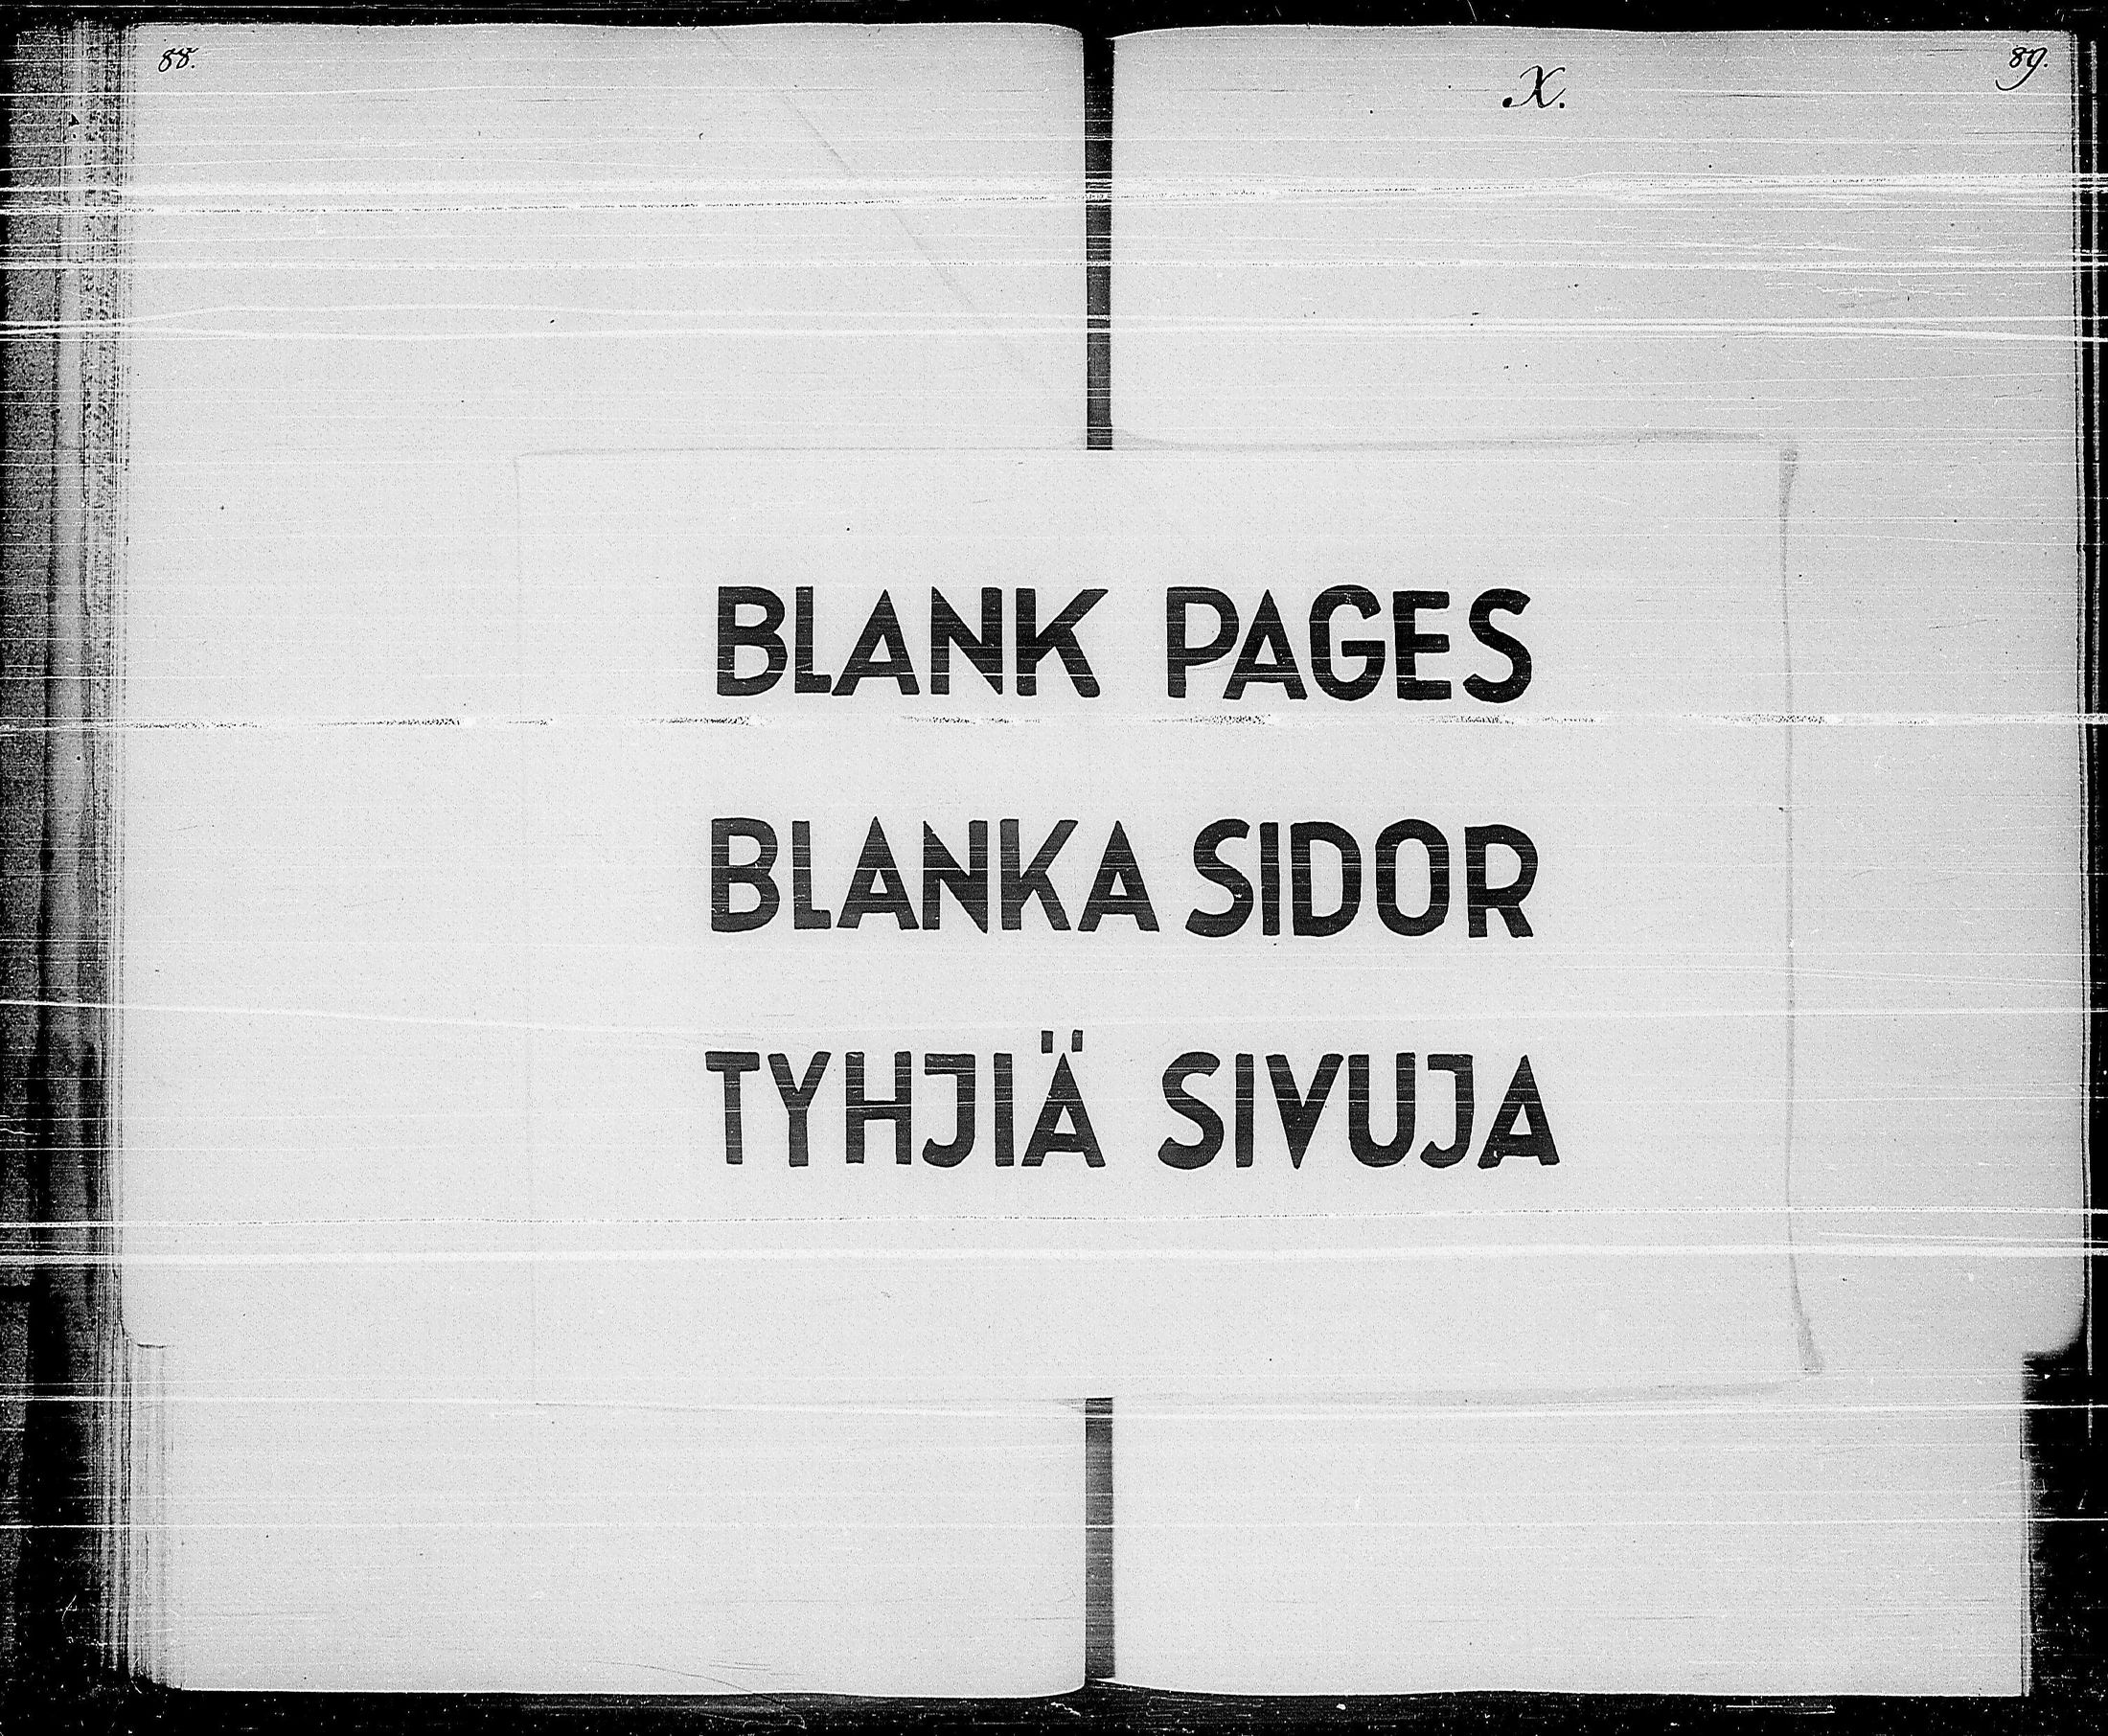 88.
X.
89.
BLANK PAGES
BLANKA SIDOR
TYHJIÄ SIVUJA